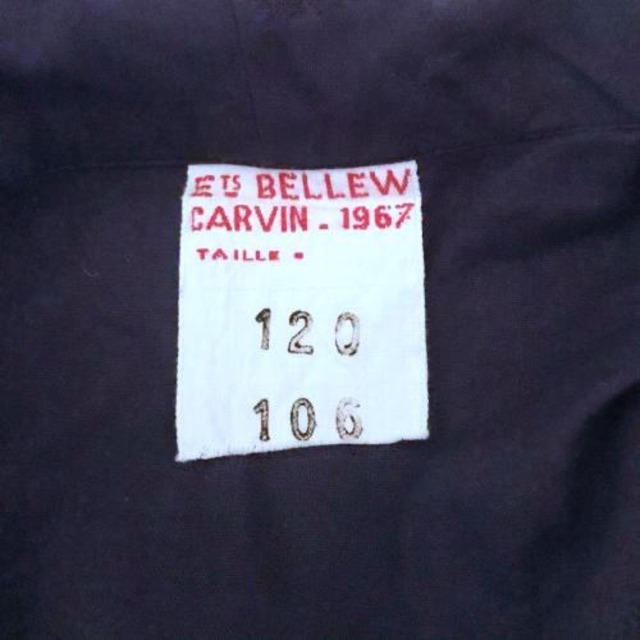 ETS BELLEW
CARVIN - 1967
TAILLE -
120
106